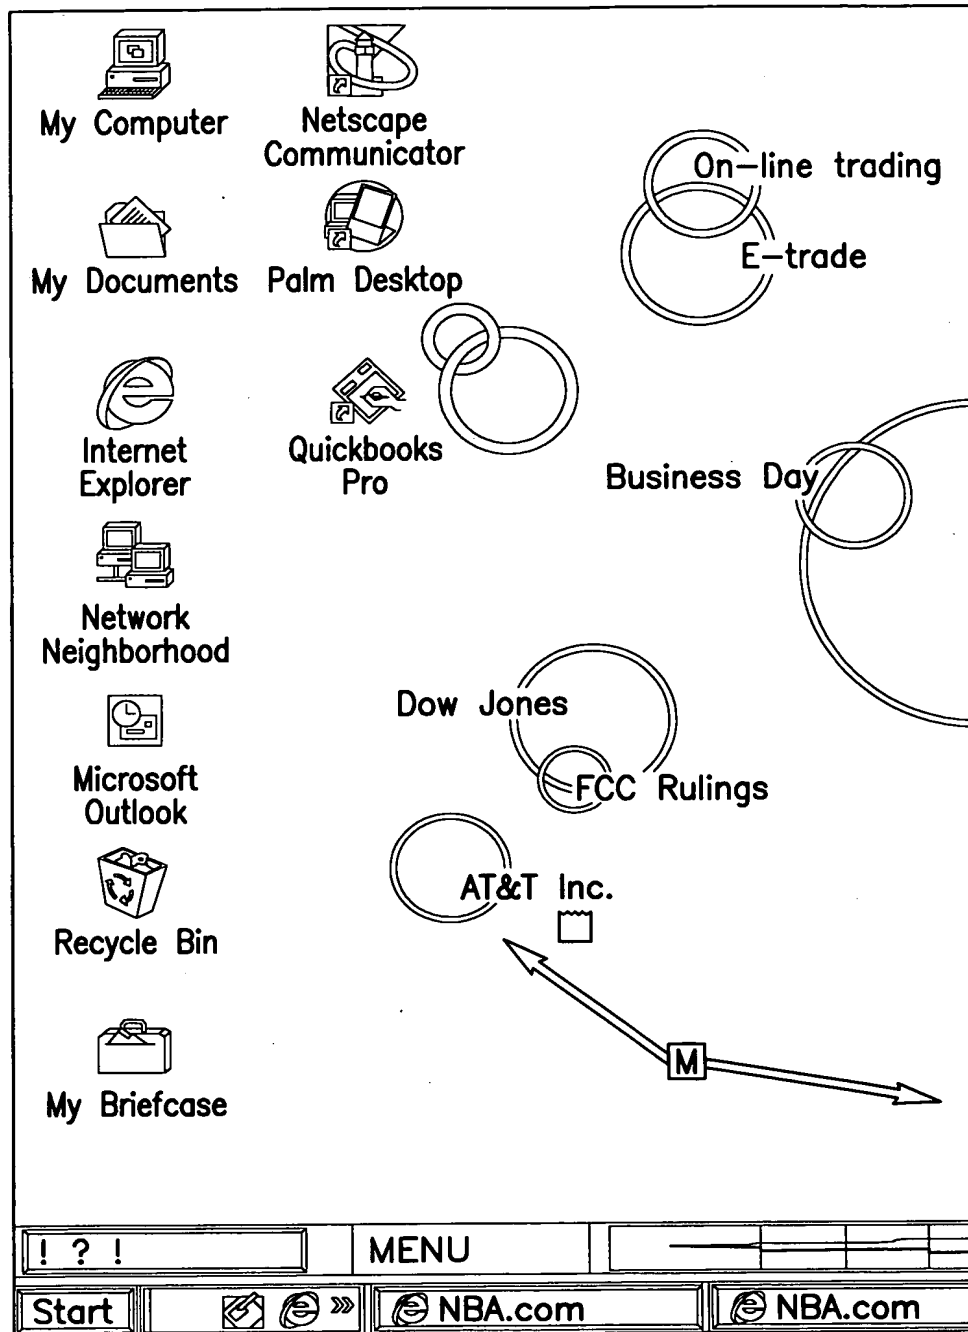 My Computer
Netscape
Communicator
My Documents
Palm Desktop
Internet
Explorer
Quickbooks
Pro
Network
Neighborhood
Microsoft
Outlook
Recycle Bin
My Briefcase
On-line trading
E-trade
Business Day
Dow Jones
FCC Rulings
AT&T Inc.
M
! ? !
MENU
Start
»
NBA.com
NBA.com